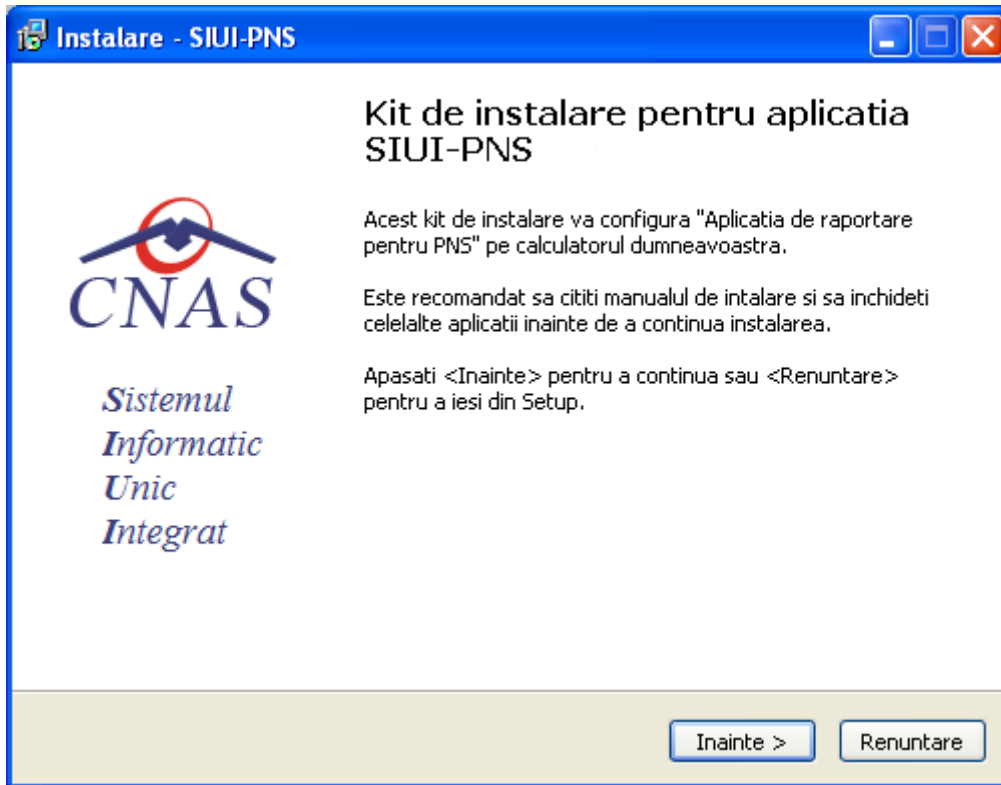 Instalare - SIUI-PNS
Kit de instalare pentru aplicatia
SIUI-PNS
Acest kit de instalare va configura "Aplicatia de raportare
pentru PNS" pe calculatorul dumneavoastra.
Este recomandat sa cititi manualul de intalare si sa inchideti
celelalte aplicatii inainte de a continua instalarea.
Apasati <Inainte> pentru a continua sau <Renuntare>
pentru a iesi din Setup.
CNAS
Sistemul
Informatic
Unic
Integrat
Inainte >
Renuntare